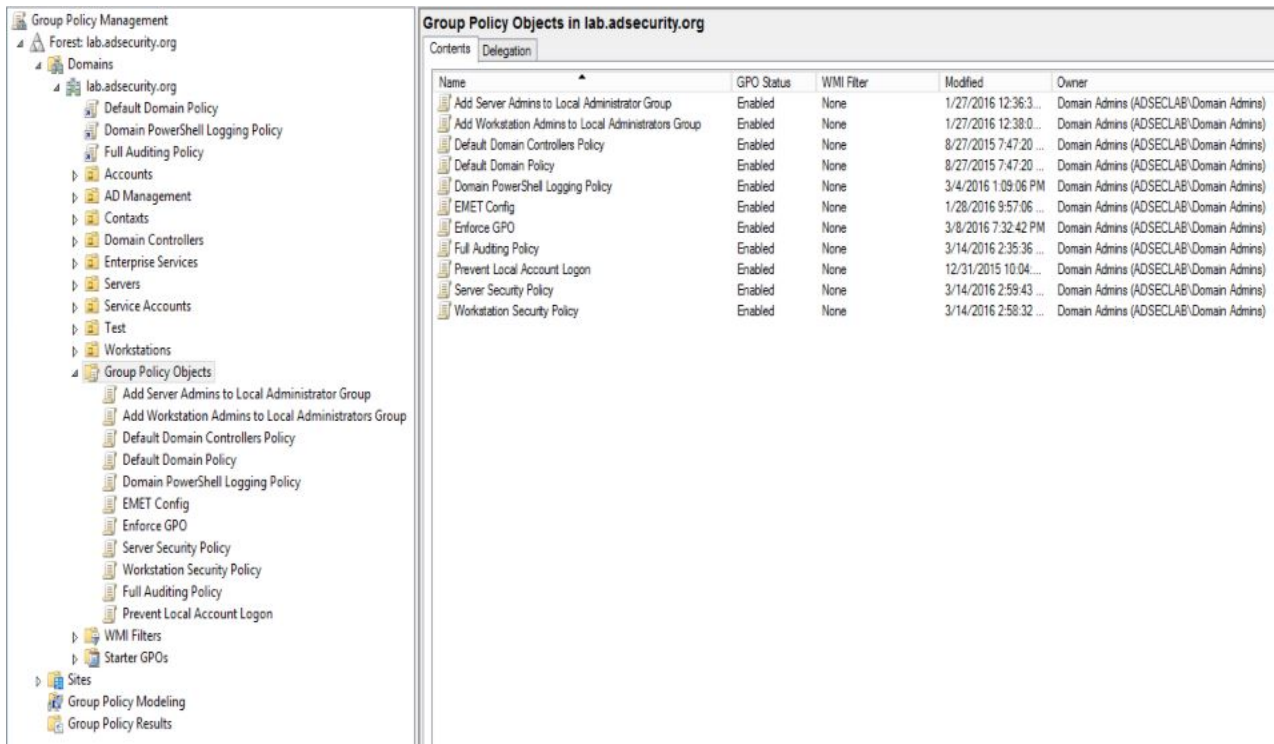 Group Policy Management
Forest: lab.adsecurity.org
Domains
lab.adsecurity.org
Default Domain Policy
Domain PowerShell Logging Policy
Full Auditing Policy
Accounts
AD Management
Contaxts
Domain Controllers
Enterprise Services
Servers
Service Accounts
Test
Workstations
Group Policy Objects
Add Server Admins to Local Administrator Group
Add Workstation Admins to Local Administrators Group
Default Domain Controllers Policy
Default Domain Policy
Domain PowerShell Logging Policy
EMET Config
Enforce GPO
Server Security Policy
Workstation Security Policy
Full Auditing Policy
Prevent Local Account Logon
WMI Filters
Starter GPOs
Sites
Group Policy Modeling
Group Policy Results
Group Policy Objects in lab.adsecurity.org
Contents Delegation
Name GPO Status WMI Filter Modified Owner
Add Server Admins to Local Administrator Group Enabled None 1/27/2016 12:36:3... Domain Admins (ADSECLAB\Domain Admins)
Add Workstation Admins to Local Administrators Group Enabled None 1/27/2016 12:38:0... Domain Admins (ADSECLAB\Domain Admins)
Default Domain Controllers Policy Enabled None 8/27/2015 7:47:20 ... Domain Admins (ADSECLAB\Domain Admins)
Default Domain Policy Enabled None 8/27/2015 7:47:20 ... Domain Admins (ADSECLAB\Domain Admins)
Domain PowerShell Logging Policy Enabled None 3/4/2016 1:09:06 PM Domain Admins (ADSECLAB\Domain Admins)
EMET Config Enabled None 1/28/2016 9:57:06 ... Domain Admins (ADSECLAB\Domain Admins)
Enforce GPO Enabled None 3/8/2016 7:32:42 PM Domain Admins (ADSECLAB\Domain Admins)
Full Auditing Policy Enabled None 3/14/2016 2:35:36 ... Domain Admins (ADSECLAB\Domain Admins)
Prevent Local Account Logon Enabled None 12/31/2015 10:04:... Domain Admins (ADSECLAB\Domain Admins)
Server Security Policy Enabled None 3/14/2016 2:59:43 ... Domain Admins (ADSECLAB\Domain Admins)
Workstation Security Policy Enabled None 3/14/2016 2:58:32 ... Domain Admins (ADSECLAB\Domain Admins)